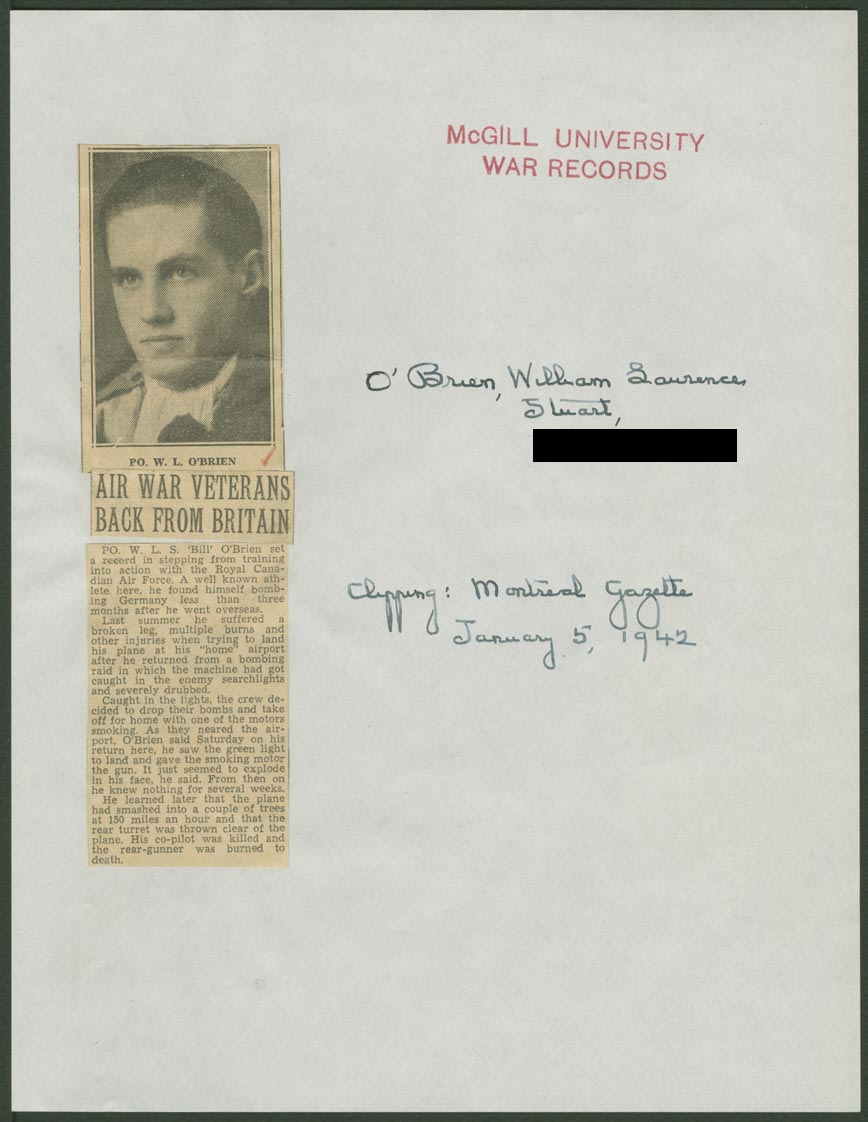 McGILL UNIVERSITY
WAR RECORDS
O'Brien, William Laurence
Stuart,
PO. W. L. O'BRIEN
AIR WAR VETERANS
BACK FROM BRITAIN
PO. W. L. S. 'Bill' O'Brien set
a record in stepping from training
into action with the Royal Cana-
dian Air Force. A well known ath-
lete here, he found himself bomb-
ing Germany less than three
months after he went overseas.
Last summer he suffered a
broken leg, multiple burns and
other injuries when trying to land
his plane at his "home" airport
after he returned from a bombing
raid in which the machine had got
caught in the enemy searchlights
and severely drubbed.
Caught in the lights, the crew de-
cided to drop their bombs and take
off for home with one of the motors
smoking. As they neared the air-
port, O'Brien said Saturday on his
return here, he saw the green light
to land and gave the smoking motor
the gun. It just seemed to explode
in his face, he said. From then on
he knew nothing for several weeks.
He learned later that the plane
had smashed into a couple of trees
at 150 miles an hour and that the
rear turret was thrown clear of the
plane. His co-pilot was killed and
the rear-gunner was burned to
death.
Clipping: Montreal Gazette
January 5, 1942